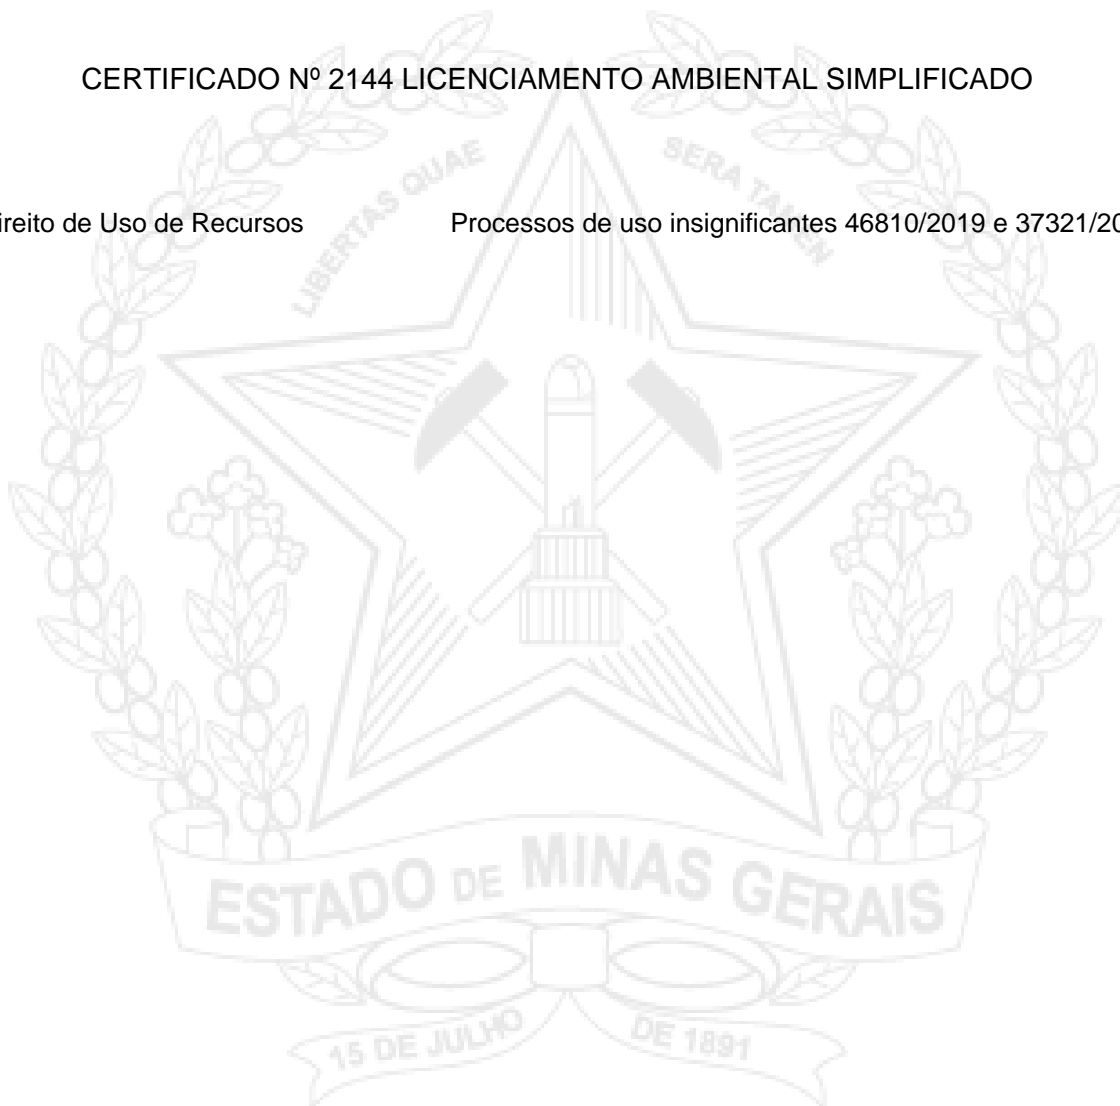 CERTIFICADO Nº 2144 LICENCIAMENTO AMBIENTAL SIMPLIFICADO
LIBERTAS QUAE SERA TAMEN
ireito de Uso de Recursos Processos de uso insignificantes 46810/2019 e 37321/20
ESTADO DE MINAS GERAIS
15 DE JULHO DE 1891